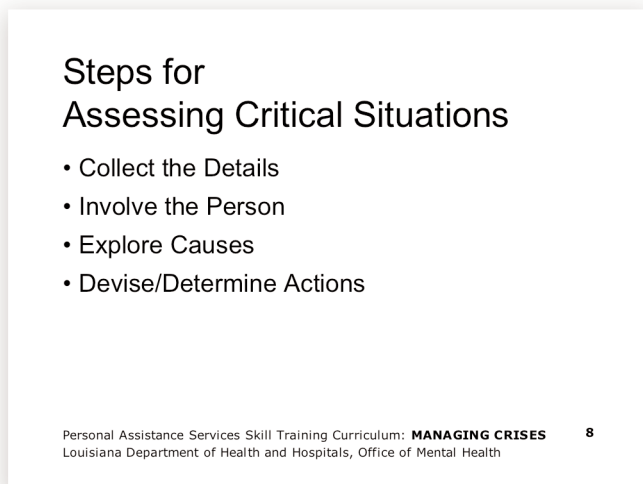 Steps for
Assessing Critical Situations
• Collect the Details
• Involve the Person
• Explore Causes
• Devise/Determine Actions
Personal Assistance Services Skill Training Curriculum: MANAGING CRISES 8
Louisiana Department of Health and Hospitals, Office of Mental Health